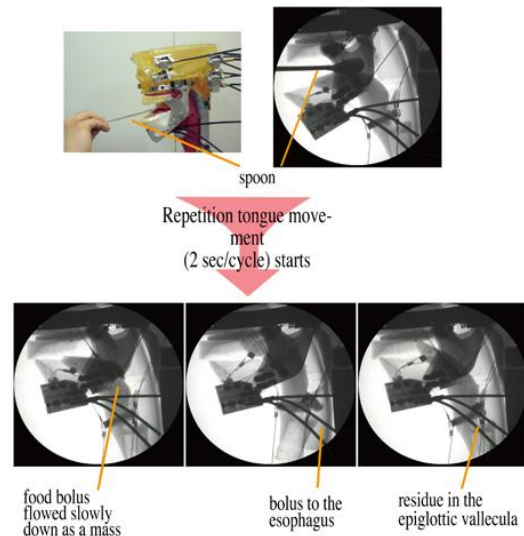 spoon
Repetition tongue move-
ment
(2 sec/cycle) starts
food bolus
flowed slowly
down as a mass
bolus to the
esophagus
residue in the
epiglottic vallecula